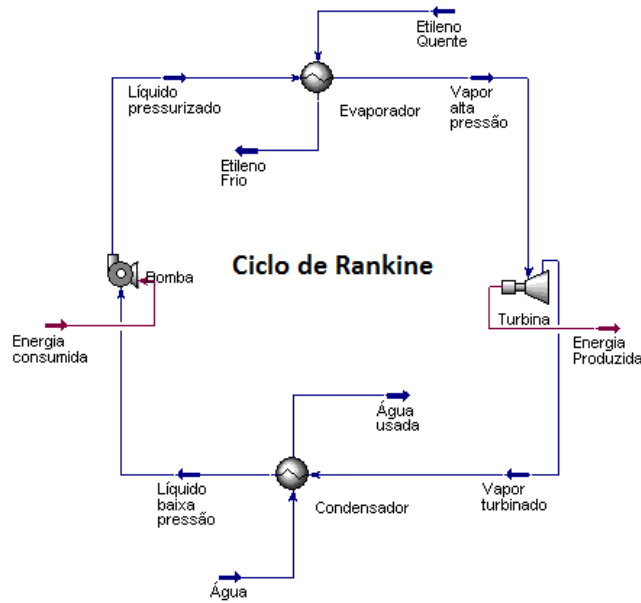 Etileno
Quente
Líquido
pressurizado
Evaporador
Vapor
alta
pressão
Etileno
Frio
Ciclo de Rankine
Bomba
Turbina
Energia
consumida
Energia
Produzida
Água
usada
Líquido
baixa
pressão
Condensador
Vapor
turbinado
Água